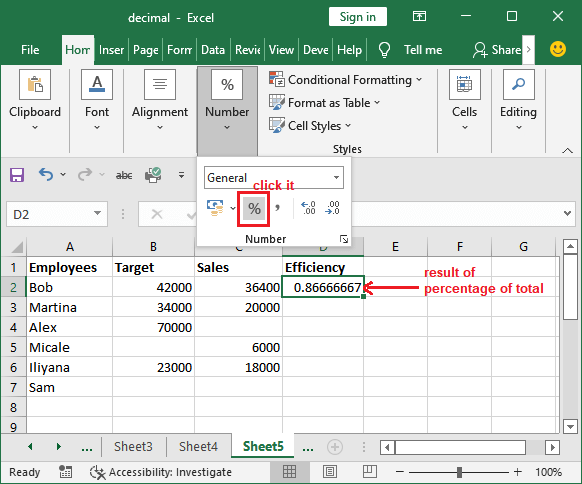 decimal - Excel
Sign in
File Hom Inser Page Form Data Revie View Deve Help Tell me Share
Clipboard
Font
Alignment
%
Number
Conditional Formatting
Format as Table
Cell Styles
Styles
Cells
Editing
abc
General
click it
% , .00 .00
Number
D2
A B C D E F G
1 Employees Target Sales Efficiency
2 Bob 42000 36400 0.86666667
result of
percentage of total
3 Martina 34000 20000
4 Alex 70000
5 Micale 6000
6 Iliyana 23000 18000
7 Sam
8
9
... Sheet3 Sheet4 Sheet5 ...
Ready Accessibility: Investigate 100%